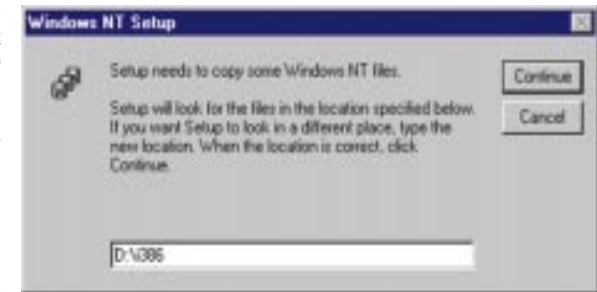 Windows NT Setup
Setup needs to copy some Windows NT files.
Setup will look for the files in the location specified below.
If you want Setup to look in a different place, type the
new location. When the location is correct, click
Continue.
D:\i386
Continue
Cancel